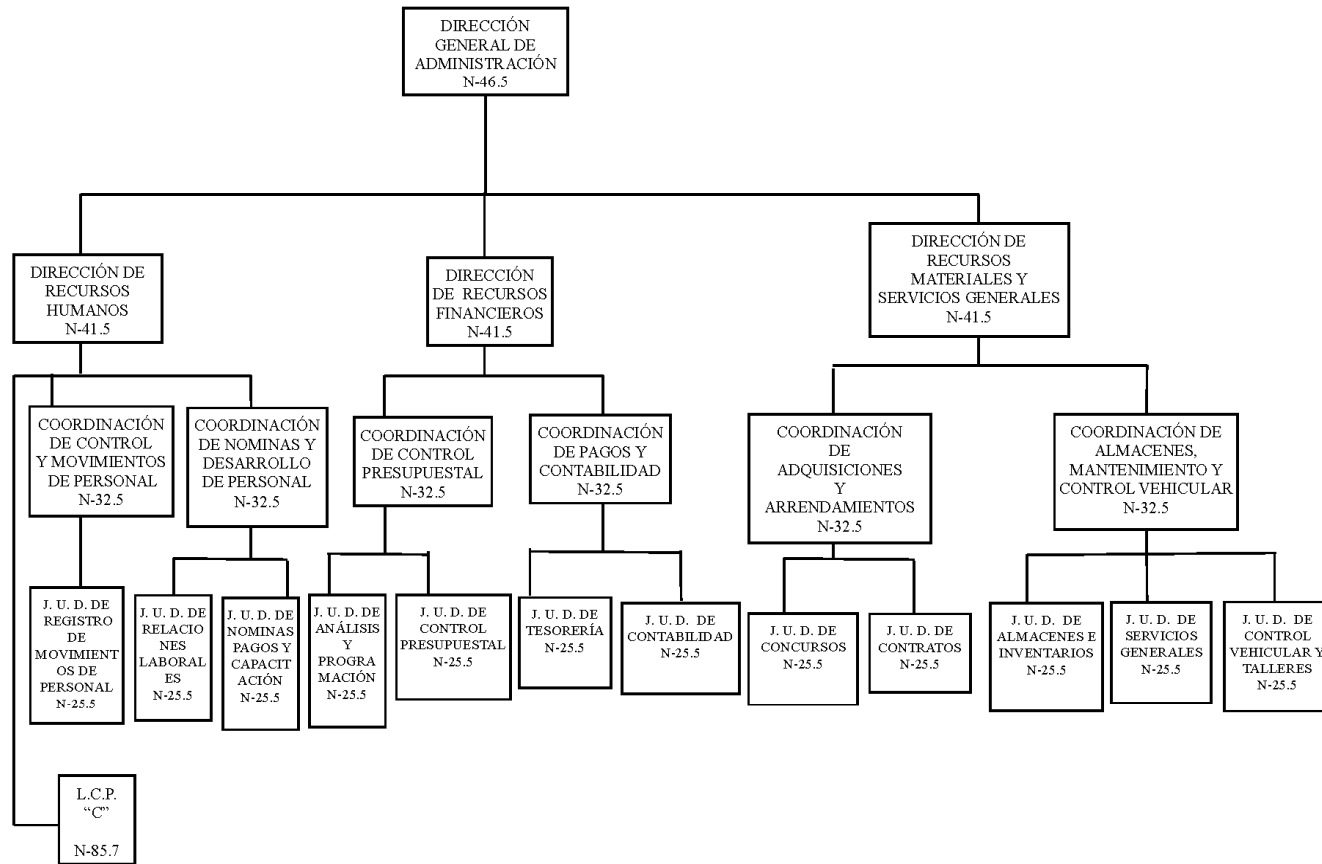 DIRECCIÓN
GENERAL DE
ADMINISTRACIÓN
N-46.5
DIRECCIÓN DE
RECURSOS
HUMANOS
N-41.5
DIRECCIÓN
DE RECURSOS
FINANCIEROS
N-41.5
DIRECCIÓN DE
RECURSOS
MATERIALES Y
SERVICIOS GENERALES
N-41.5
COORDINACIÓN
DE CONTROL
Y MOVIMIENTOS
DE PERSONAL
N-32.5
COORDINACIÓN
DE NOMINAS Y
DESARROLLO
DE PERSONAL
N-32.5
COORDINACIÓN
DE CONTROL
PRESUPUESTAL
N-32.5
COORDINACIÓN
DE PAGOS Y
CONTABILIDAD
N-32.5
COORDINACIÓN
DE
ADQUISICIONES
Y
ARRENDAMIENTOS
N-32.5
COORDINACIÓN DE
ALMACENES,
MANTENIMIENTO Y
CONTROL VEHICULAR
N-32.5
J. U. D. DE
REGISTRO
DE
MOVIMIENT
OS DE
PERSONAL
N-25.5
J. U. D. DE
RELACIO
NES
LABORAL
ES
N-25.5
J. U. D. DE
NOMINAS
PAGOS Y
CAPACIT
ACIÓN
N-25.5
J. U. D. DE
ANÁLISIS
Y
PROGRA
MACIÓN
N-25.5
J. U. D. DE
CONTROL
PRESUPUESTAL
N-25.5
J. U. D. DE
TESORERÍA
N-25.5
J. U. D. DE
CONTABILIDAD
N-25.5
J. U. D. DE
CONCURSOS
N-25.5
J. U. D. DE
CONTRATOS
N-25.5
J. U. D. DE
ALMACENES E
INVENTARIOS
N-25.5
J. U. D. DE
SERVICIOS
GENERALES
N-25.5
J. U. D. DE
CONTROL
VEHICULAR Y
TALLERES
N-25.5
L.C.P.
“C”
N-85.7